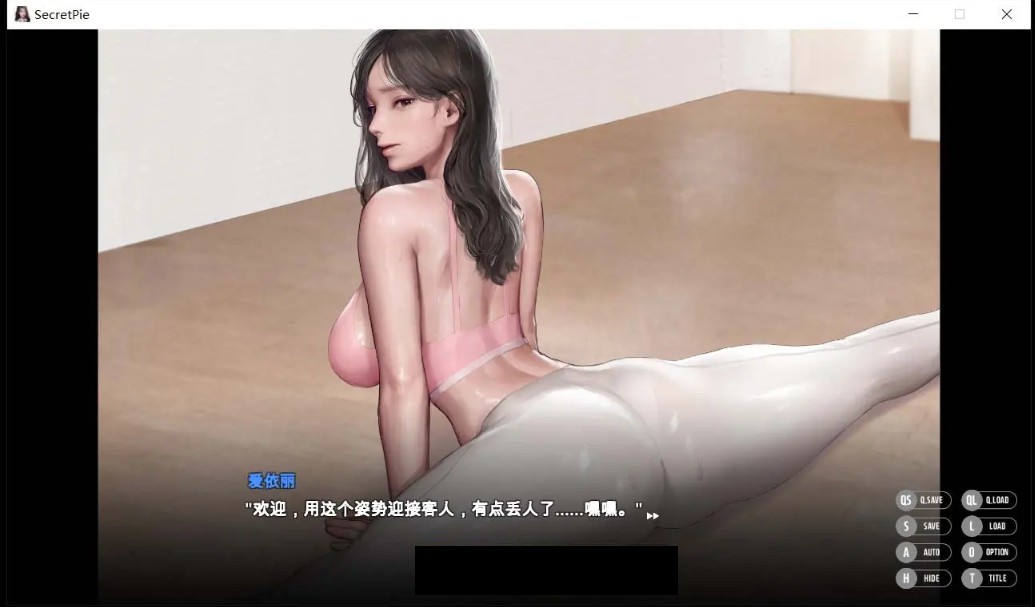 SecretPie
爱依丽
"欢迎，用这个姿势迎接客人，有点丢人了......嘿嘿。"
QS Q.SAVE QL Q.LOAD
S SAVE L LOAD
A AUTO O OPTION
H HIDE T TITLE